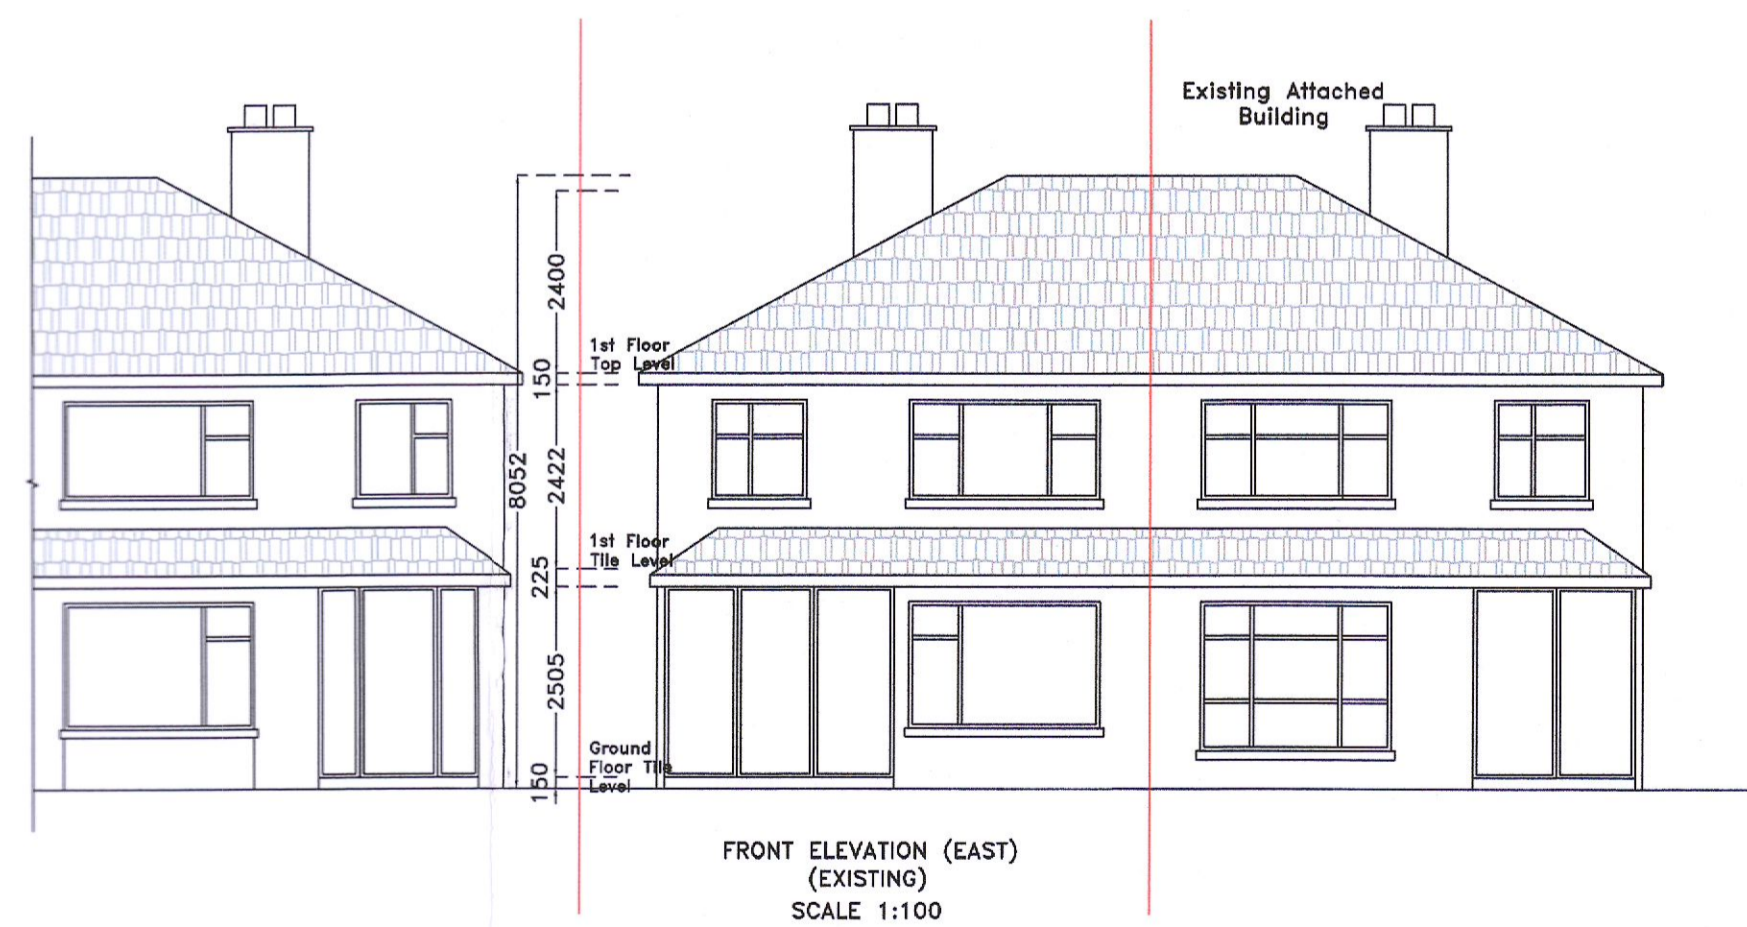 Existing Attached
Building
2400
1st Floor
Top Level
150
8052
2422
1st Floor
Tile Level
225
2505
Ground
Floor Tile
Level
150
FRONT ELEVATION (EAST)
(EXISTING)
SCALE 1:100